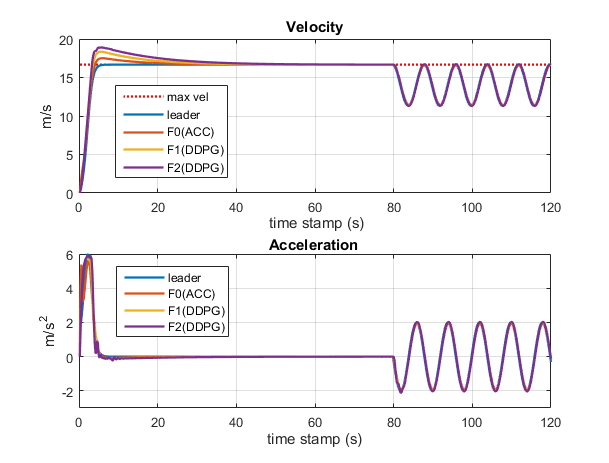 Velocity
20
15
10
5
0
m/s
max vel
leader
F0(ACC)
F1(DDPG)
F2(DDPG)
0 20 40 60 80 100 120
time stamp (s)
Acceleration
6
4
2
0
-2
m/s²
leader
F0(ACC)
F1(DDPG)
F2(DDPG)
0 20 40 60 80 100 120
time stamp (s)